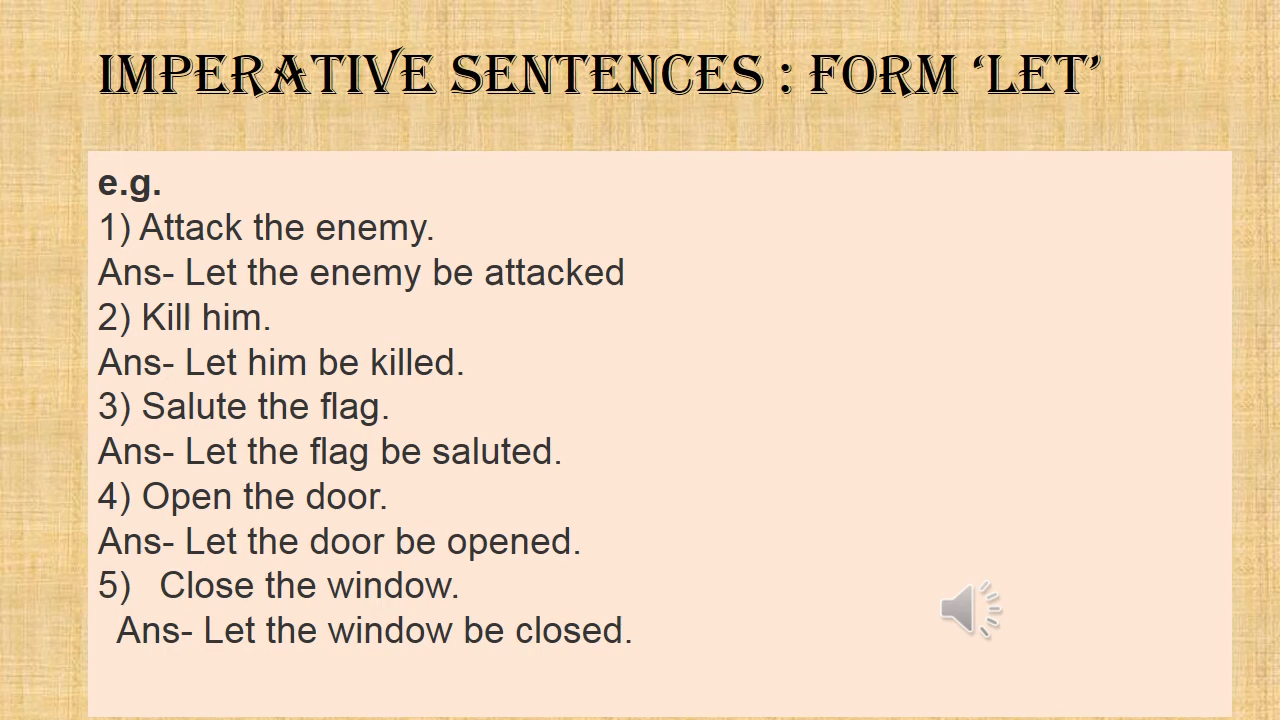 IMPERATIVE SENTENCES : FORM ‘LET’
e.g.
1) Attack the enemy.
Ans- Let the enemy be attacked
2) Kill him.
Ans- Let him be killed.
3) Salute the flag.
Ans- Let the flag be saluted.
4) Open the door.
Ans- Let the door be opened.
5)   Close the window.
Ans- Let the window be closed.